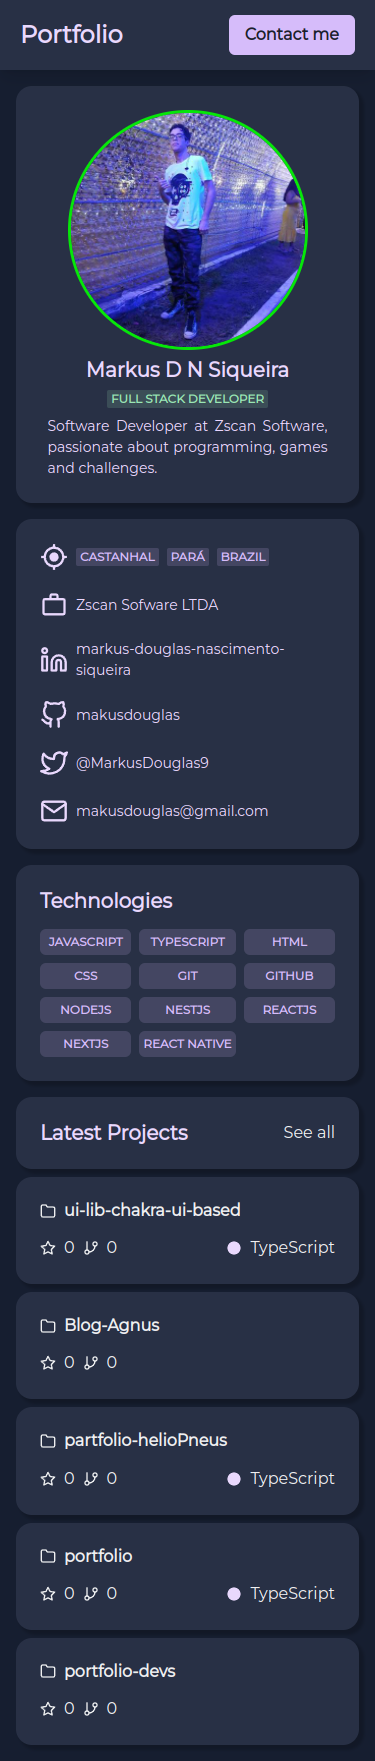 Portfolio
Contact me
Markus D N Siqueira
FULL STACK DEVELOPER
Software Developer at Zscan Software,
passionate about programming, games
and challenges.
CASTANHAL PARÁ BRAZIL
Zscan Sofware LTDA
markus-douglas-nascimento-
siqueira
makusdouglas
@MarkusDouglas9
makusdouglas@gmail.com
Technologies
JAVASCRIPT TYPESCRIPT HTML
CSS GIT GITHUB
NODEJS NESTJS REACTJS
NEXTJS REACT NATIVE
Latest Projects See all
ui-lib-chakra-ui-based
0 0 TypeScript
Blog-Agnus
0 0
partfolio-helioPneus
0 0 TypeScript
portfolio
0 0 TypeScript
portfolio-devs
0 0